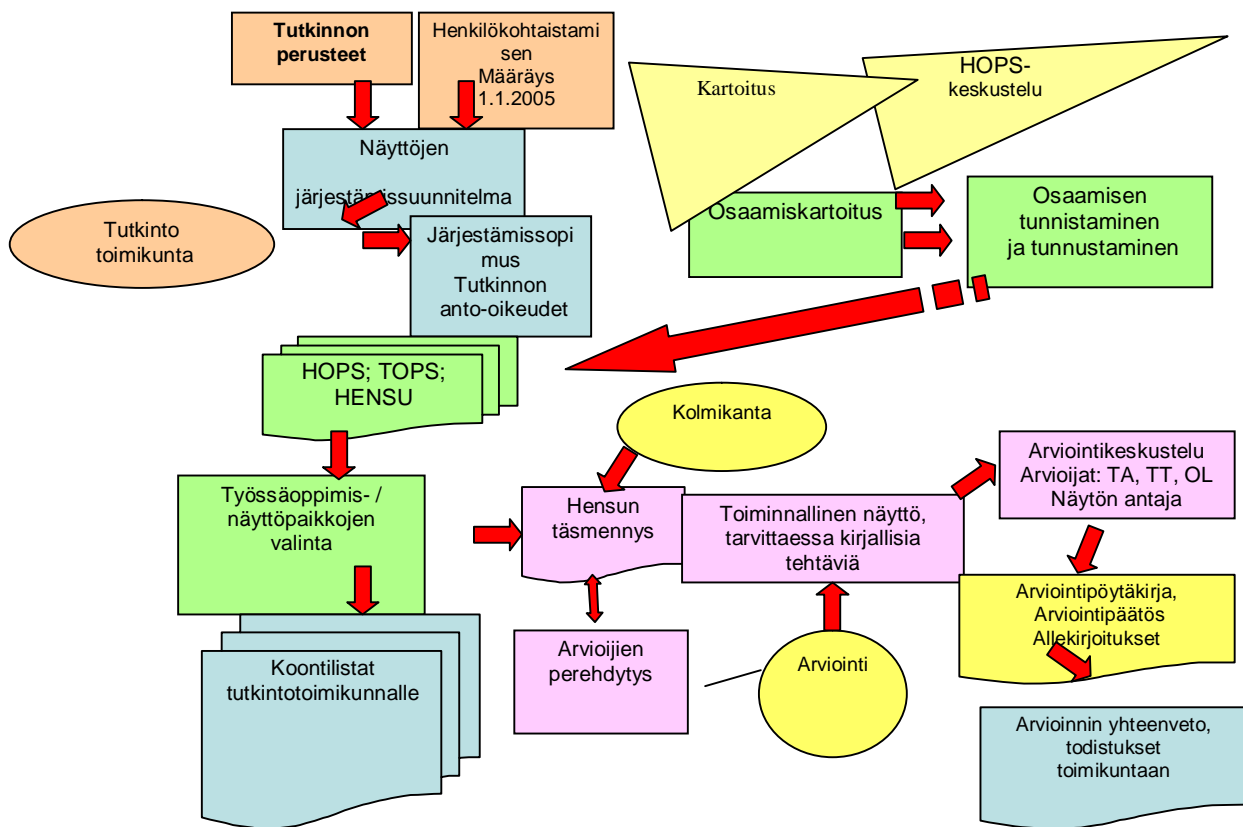 Tutkinnon
perusteet
Henkilökohtaistami
sen
Määräys
1.1.2005
Kartoitus
HOPS-
keskustelu
Näyttöjen
järjestämissuunnitelma
Osaamiskartoitus
Osaamisen
tunnistaminen
ja tunnustaminen
Tutkinto
toimikunta
Järjestämissopi
mus
Tutkinnon
anto-oikeudet
HOPS; TOPS;
HENSU
Kolmikanta
Työssäoppimis- /
näyttöpaikkojen
valinta
Hensun
täsmennys
Toiminnallinen näyttö,
tarvittaessa kirjallisia
tehtäviä
Arviointikeskustelu
Arvioijat: TA, TT, OL
Näytön antaja
Arviointipöytäkirja,
Arviointipäätös
Allekirjoitukset
Koontilistat
tutkintotoimikunnalle
Arvioijien
perehdytys
Arviointi
Arvioinnin yhteenveto,
todistukset
toimikuntaan